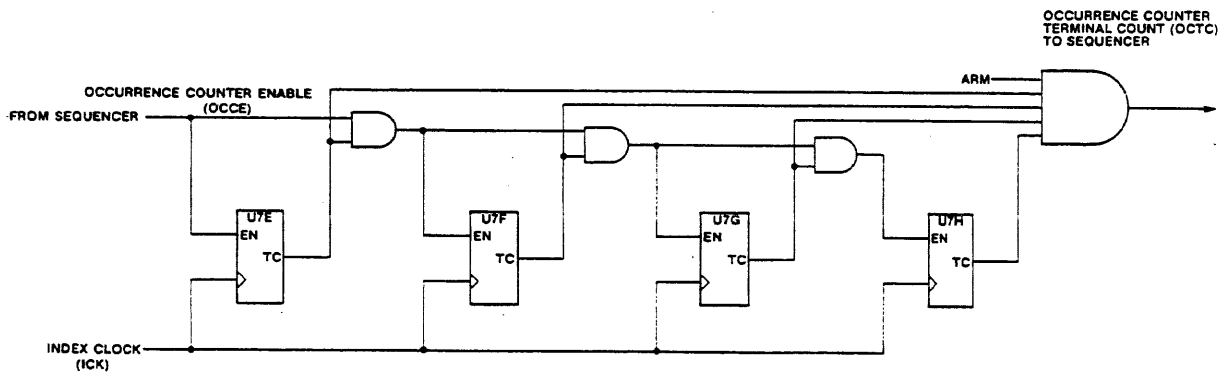 OCCURRENCE COUNTER
TERMINAL COUNT (OCTC)
TO SEQUENCER
ARM
OCCURRENCE COUNTER ENABLE
(OCCE)
FROM SEQUENCER
U7E
EN
TC
U7F
EN
TC
U7G
EN
TC
U7H
EN
TC
INDEX CLOCK
(ICK)